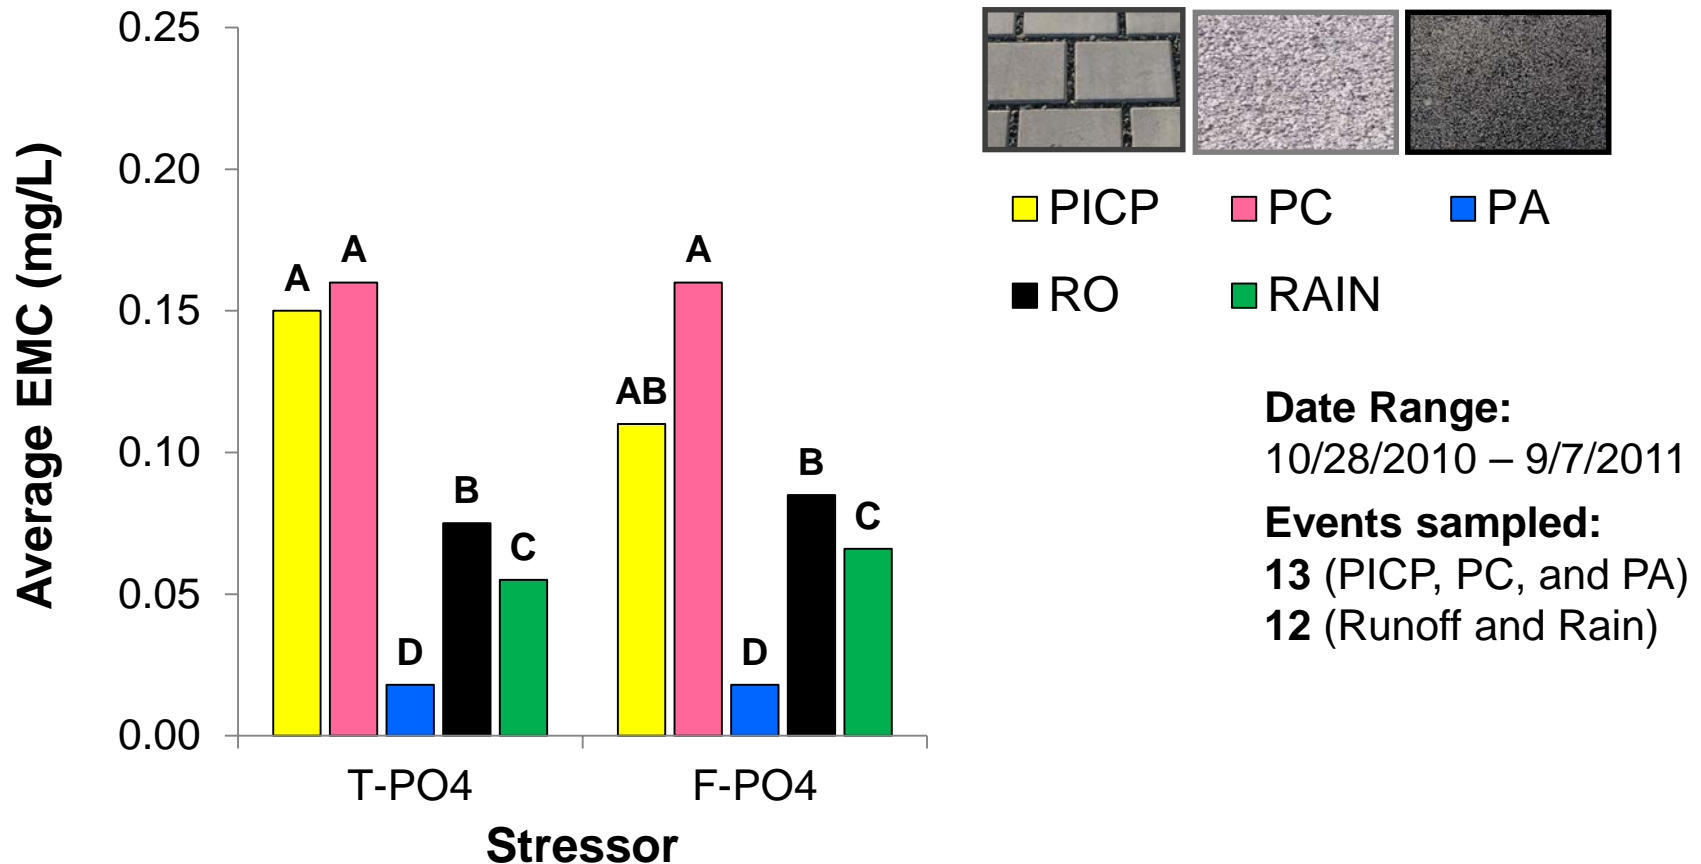 Average EMC (mg/L)
0.25
0.20
0.15
0.10
0.05
0.00
A
A
D
B
C
AB
A
D
B
C
T-PO4
F-PO4
Stressor
PICP
PC
PA
RO
RAIN
Date Range:
10/28/2010 – 9/7/2011
Events sampled:
13 (PICP, PC, and PA)
12 (Runoff and Rain)